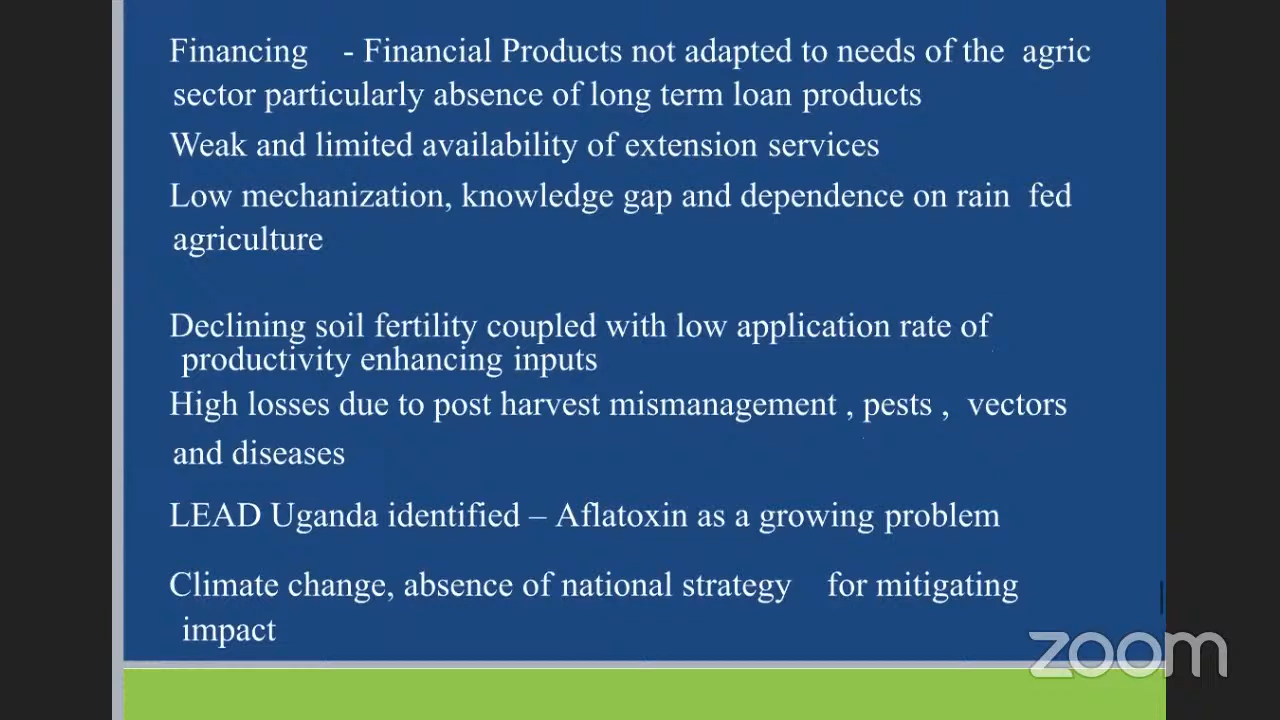 Financing - Financial Products not adapted to needs of the agric
sector particularly absence of long term loan products
Weak and limited availability of extension services
Low mechanization, knowledge gap and dependence on rain fed
agriculture
Declining soil fertility coupled with low application rate of
productivity enhancing inputs
High losses due to post harvest mismanagement , pests , vectors
and diseases
LEAD Uganda identified – Aflatoxin as a growing problem
Climate change, absence of national strategy for mitigating
impact
zoom